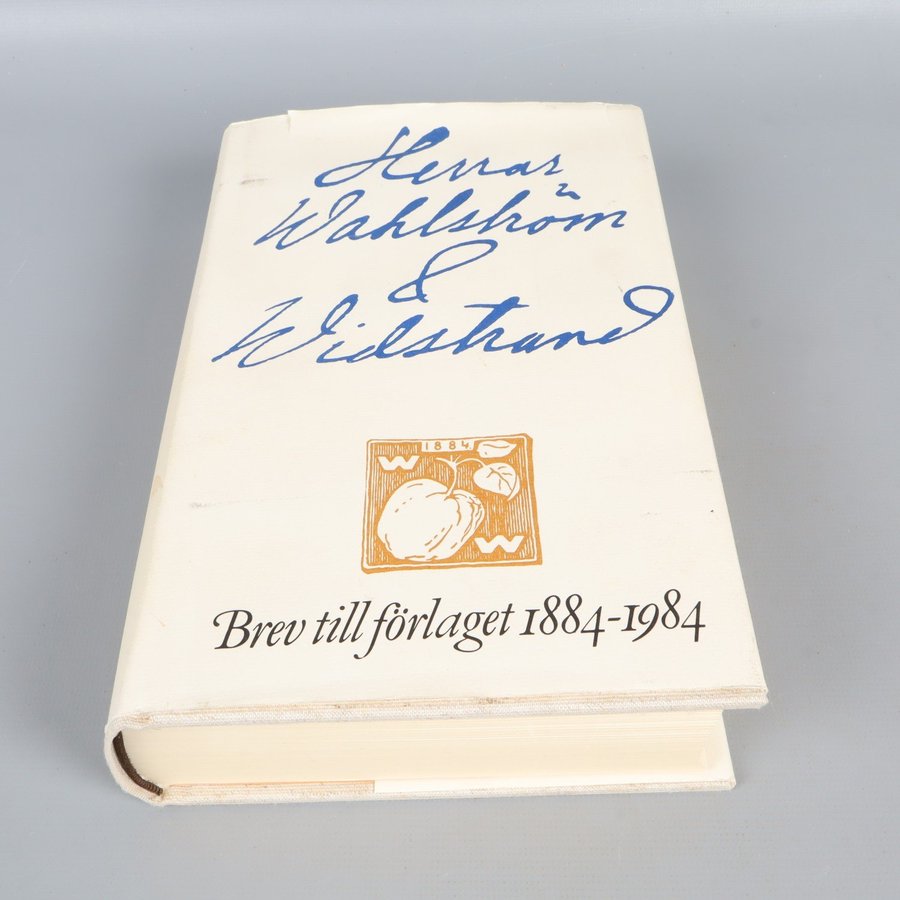 Herrar
Wahlström
&
Widstrand
1884
W
W
Brev till förlaget 1884-1984